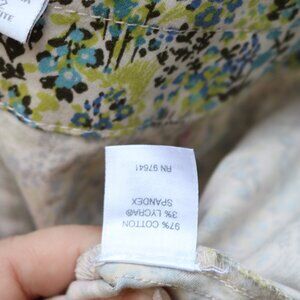 97% COTTON
3% LYCRA®
SPANDEX
RN 97641